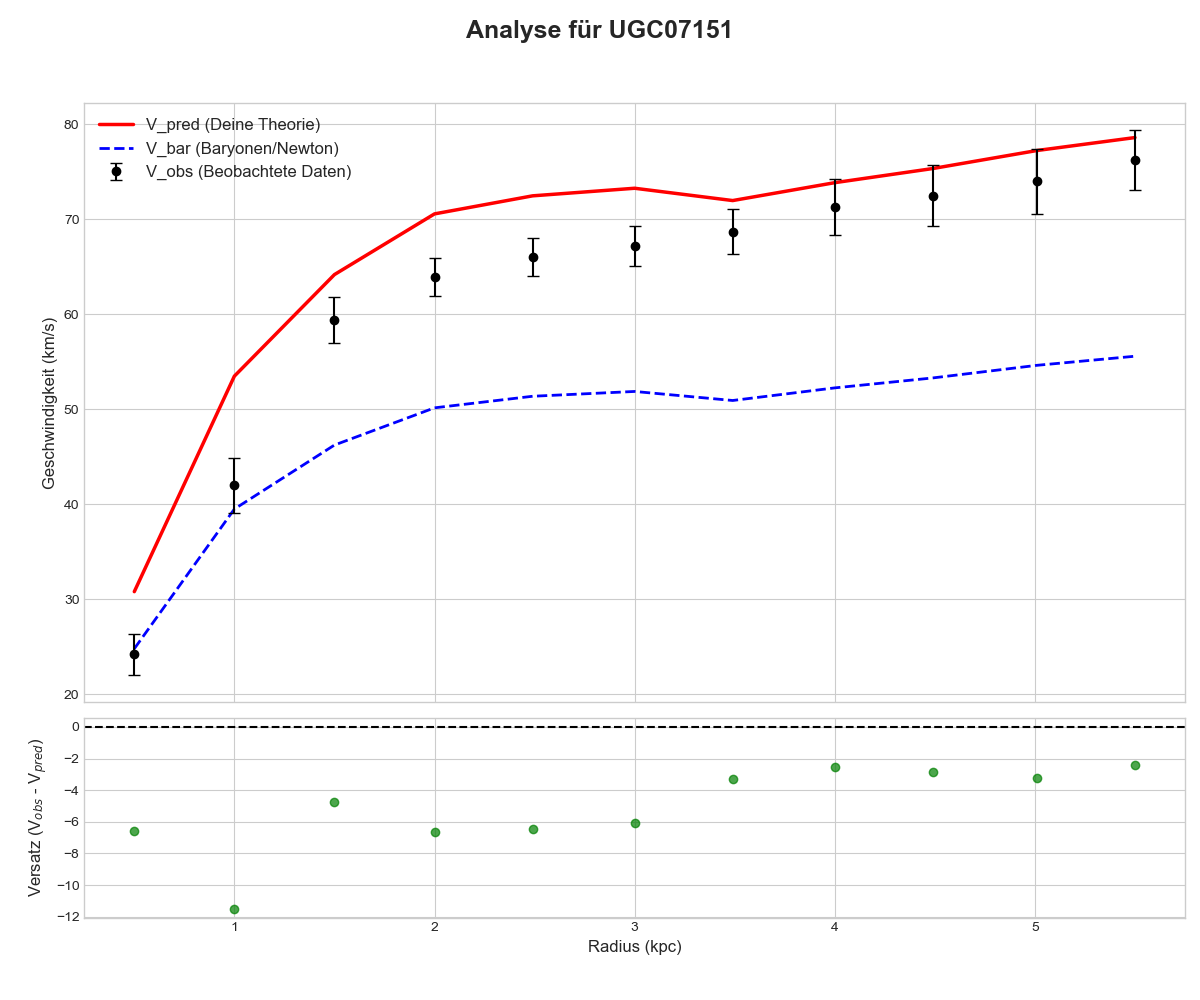 Analyse für UGC07151
V_pred (Deine Theorie)
V_bar (Baryonen/Newton)
V_obs (Beobachtete Daten)
Geschwindigkeit (km/s)
80
70
60
50
40
30
20
Versatz (V_obs - V_pred)
0
−2
−4
−6
−8
−10
−12
1 2 3 4 5
Radius (kpc)